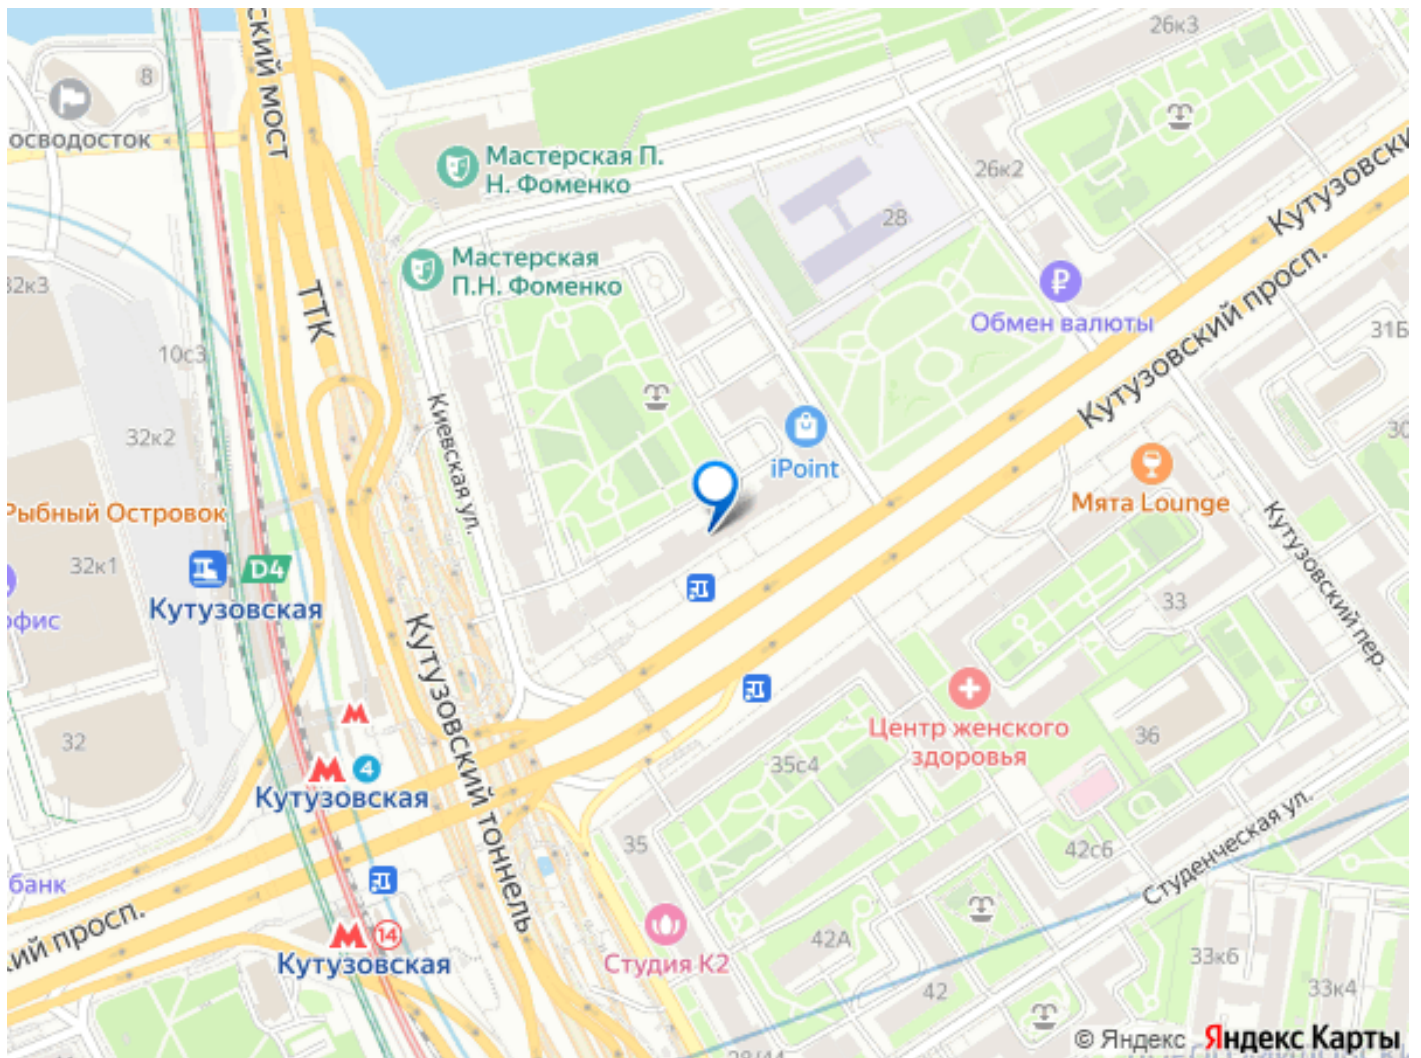 ский мост
26к3
8
осводосток
Мастерская П.
Н. Фоменко
26к2
28
Кутузовски
Мастерская
П.Н. Фоменко
32к3
ТТК
Обмен валюты
Кутузовский просп.
31Б
10с3
Киевская ул.
32к2
30
iPoint
Мята Lounge
Рыбный Островок
Кутузовский пер.
32к1
D4
Кутузовская
офис
33
Кутузовский тоннель
Центр женского
здоровья
32
36
4
Кутузовская
35с4
Студенческая ул.
35
42с6
банк
кий просп.
14
Кутузовская
42А
Студия К2
33к6
42
33к4
© Яндекс Яндекс Карты